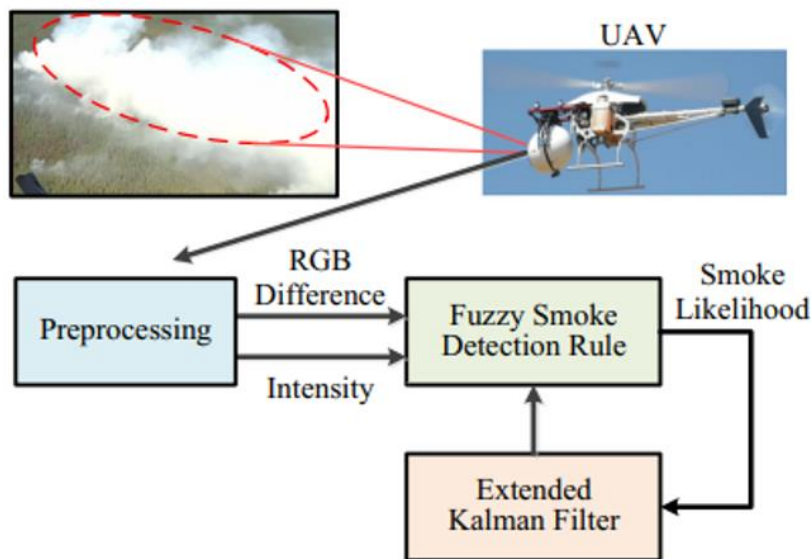 UAV
RGB
Difference
Smoke
Likelihood
Preprocessing
Fuzzy Smoke
Detection Rule
Intensity
Extended
Kalman Filter